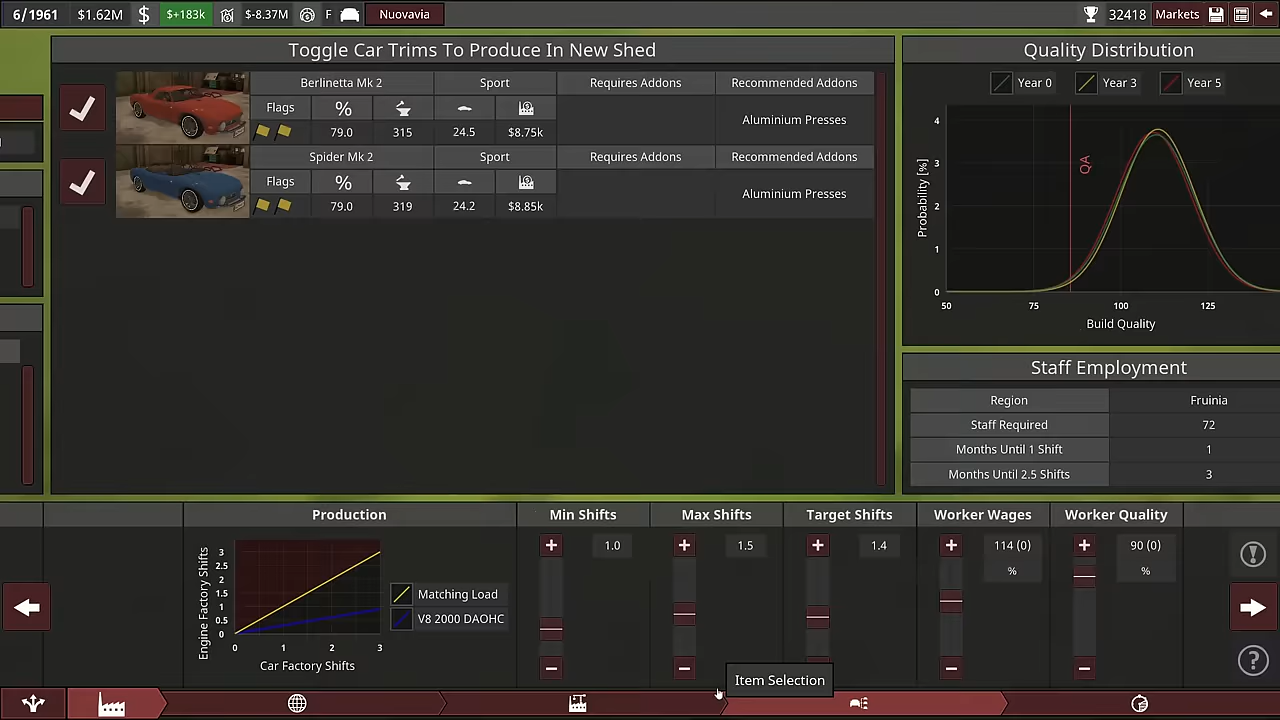 6/1961 $1.62M $ $+183k $-8.37M F Nuovavia 32418 Markets
Toggle Car Trims To Produce In New Shed
Berlinetta Mk 2 Sport Requires Addons Recommended Addons
Flags % Aluminium Presses
79.0 315 24.5 $8.75k
Spider Mk 2 Sport Requires Addons Recommended Addons
Flags % Aluminium Presses
79.0 319 24.2 $8.85k
Quality Distribution
Year 0 Year 3 Year 5
QA
Probability [%]
4
3
2
1
0
50 75 100 125
Build Quality
Staff Employment
Region Fruinia
Staff Required 72
Months Until 1 Shift 1
Months Until 2.5 Shifts 3
Production
Engine Factory Shifts
3
2.5
2
1.5
1
0.5
0
0 1 2 3
Car Factory Shifts
Matching Load
V8 2000 DAOHC
Min Shifts
+ 1.0
−
Max Shifts
+ 1.5
−
Target Shifts
+ 1.4
Worker Wages
+ 114 (0)
%
−
Worker Quality
+ 90 (0)
%
−
!
?
Item Selection